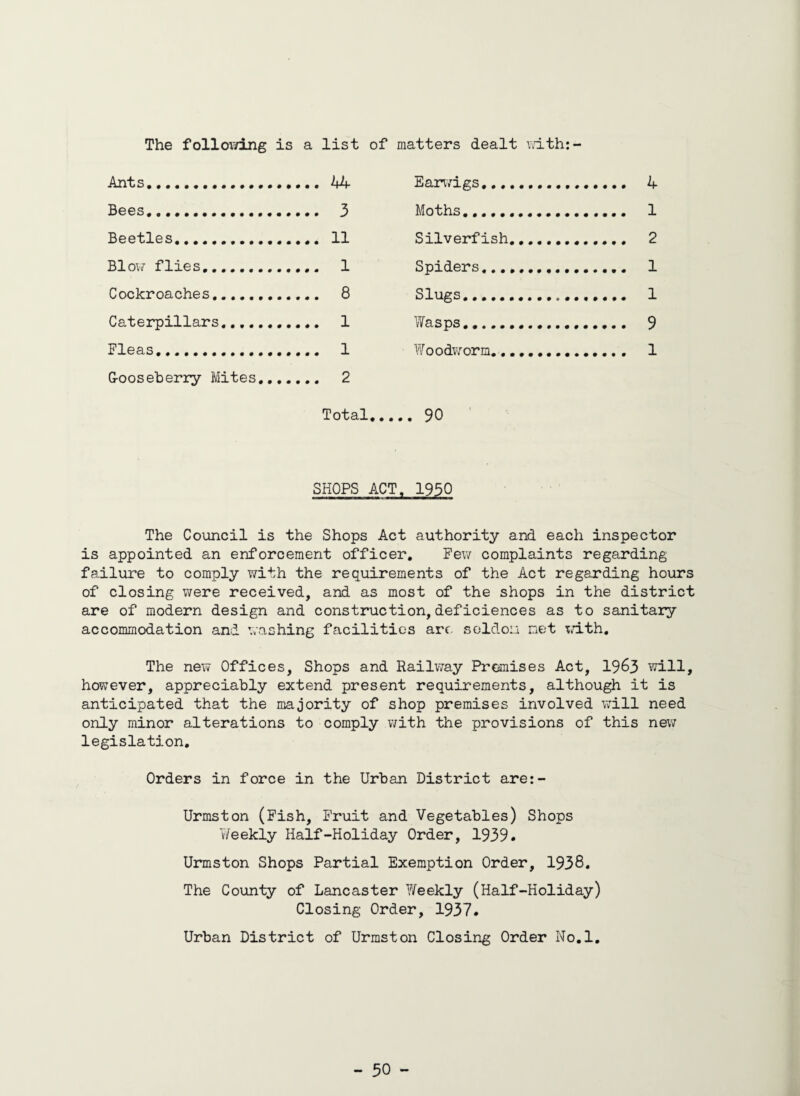 The following is a list of matters dealt with:-
Ants................... 44 Earwigs................ 4
Bees................... 3 Moths.................. 1
Beetles................ 11 Silverfish............. 2
Blow flies............. 1 Spiders................ 1
Cockroaches............ 8 Slugs.................. 1
Caterpillars........... 1 Wasps.................. 9
Fleas.................. 1 Woodworm............... 1
Gooseberry Mites....... 2
Total..... 90
SHOPS ACT, 1950
The Council is the Shops Act authority and each inspector
is appointed an enforcement officer. Few complaints regarding
failure to comply with the requirements of the Act regarding hours
of closing were received, and as most of the shops in the district
are of modern design and construction,deficiences as to sanitary
accommodation and washing facilities are seldom met with.
The new Offices, Shops and Railway Premises Act, 1963 will,
however, appreciably extend present requirements, although it is
anticipated that the majority of shop premises involved will need
only minor alterations to comply with the provisions of this new
legislation.
Orders in force in the Urban District are:-
Urmston (Fish, Fruit and Vegetables) Shops
Weekly Half-Holiday Order, 1939.
Urmston Shops Partial Exemption Order, 1938.
The County of Lancaster Weekly (Half-Holiday)
Closing Order, 1937.
Urban District of Urmston Closing Order No.1.
- 50 -